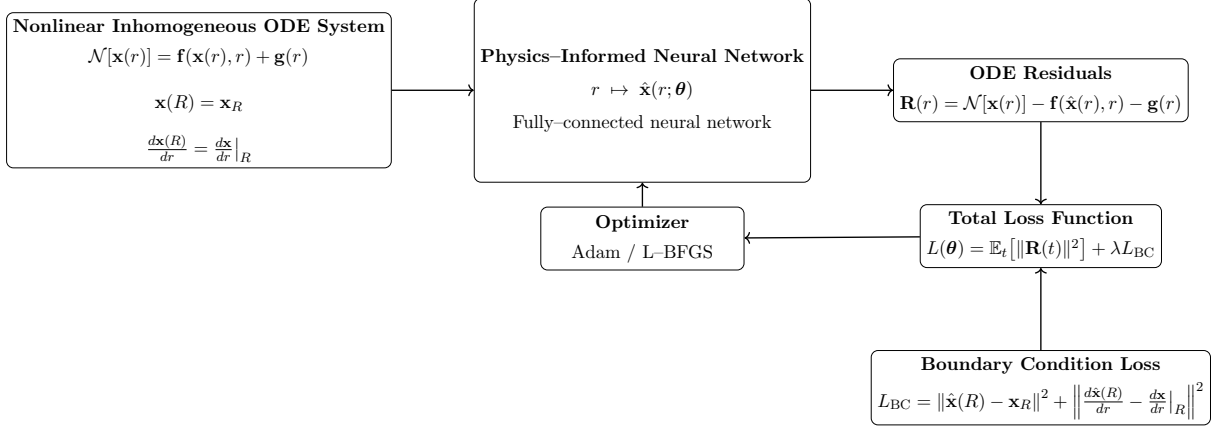 Nonlinear Inhomogeneous ODE System
𝒩[𝐱(r)] = 𝐟(𝐱(r), r) + 𝐠(r)
𝐱(R) = 𝐱_R
d𝐱(R)/dr = d𝐱/dr|_R
Physics–Informed Neural Network
r ↦ 𝐱̂(r; 𝜽)
Fully–connected neural network
ODE Residuals
𝐑(r) = 𝒩[𝐱(r)] − 𝐟(𝐱̂(r), r) − 𝐠(r)
Optimizer
Adam / L–BFGS
Total Loss Function
L(𝜽) = 𝔼_t[‖𝐑(t)‖²] + λL_BC
Boundary Condition Loss
L_BC = ‖𝐱̂(R) − 𝐱_R‖² + ‖d𝐱̂(R)/dr − d𝐱/dr|_R‖²